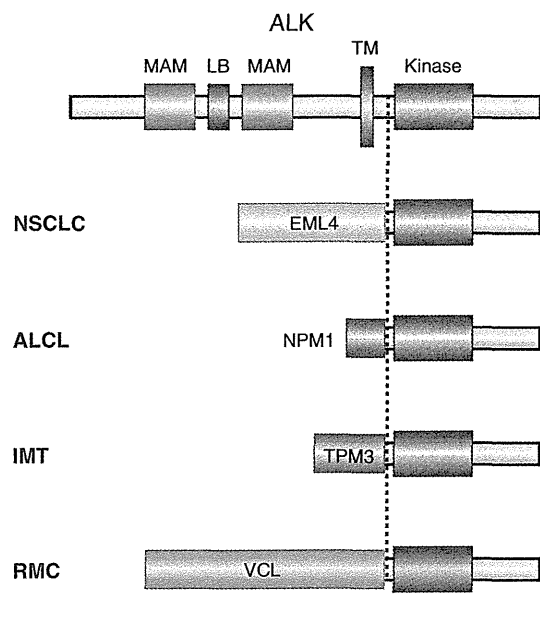 ALK
TM
MAM LB MAM Kinase
NSCLC EML4
ALCL NPM1
IMT TPM3
RMC VCL